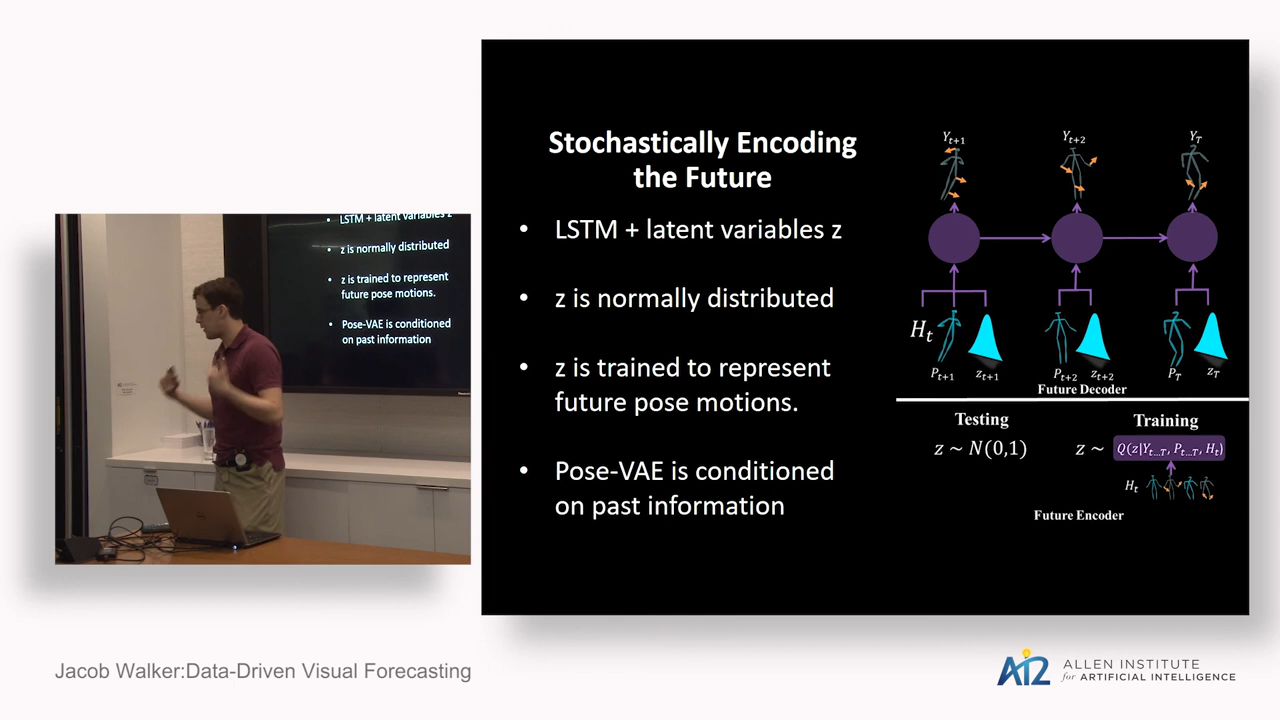 Stochastically Encoding
the Future
• LSTM + latent variables z
• z is normally distributed
• z is trained to represent
future pose motions.
• Pose-VAE is conditioned
on past information
Y_{t+1} Y_{t+2} Y_T
H_t
P_{t+1} z_{t+1} P_{t+2} z_{t+2} P_T z_T
Future Decoder
Testing Training
z ~ N(0,1) z ~ Q(z|Y_{t...T}, P_{t...T}, H_t)
H_t
Future Encoder
• LSTM + latent variables z
• z is normally distributed
• z is trained to represent
future pose motions.
• Pose-VAE is conditioned
on past information
Jacob Walker:Data-Driven Visual Forecasting
AI2 ALLEN INSTITUTE
for ARTIFICIAL INTELLIGENCE